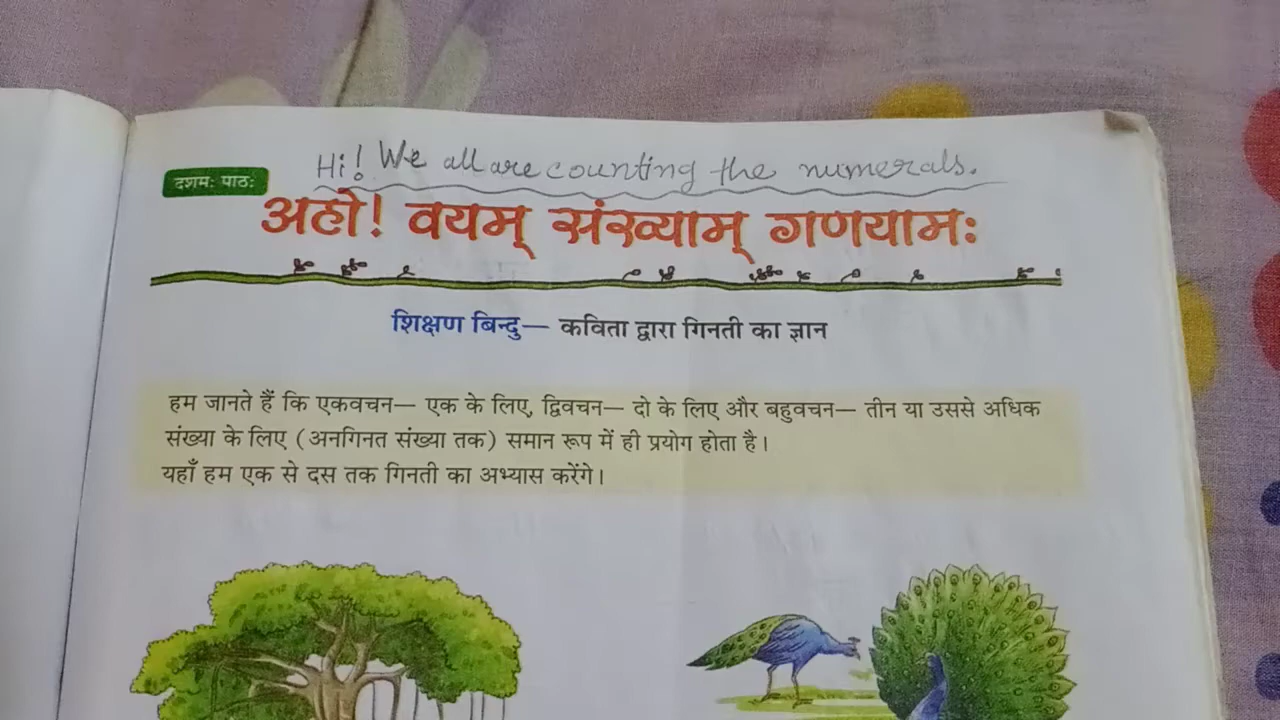 Hi! We all are counting the numerals.
दशमः पाठः
अहो! वयम् संख्याम् गणयामः
शिक्षण बिन्दु— कविता द्वारा गिनती का ज्ञान
हम जानते हैं कि एकवचन— एक के लिए, द्विवचन— दो के लिए और बहुवचन— तीन या उससे अधिक
संख्या के लिए (अनगिनत संख्या तक) समान रूप में ही प्रयोग होता है।
यहाँ हम एक से दस तक गिनती का अभ्यास करेंगे।